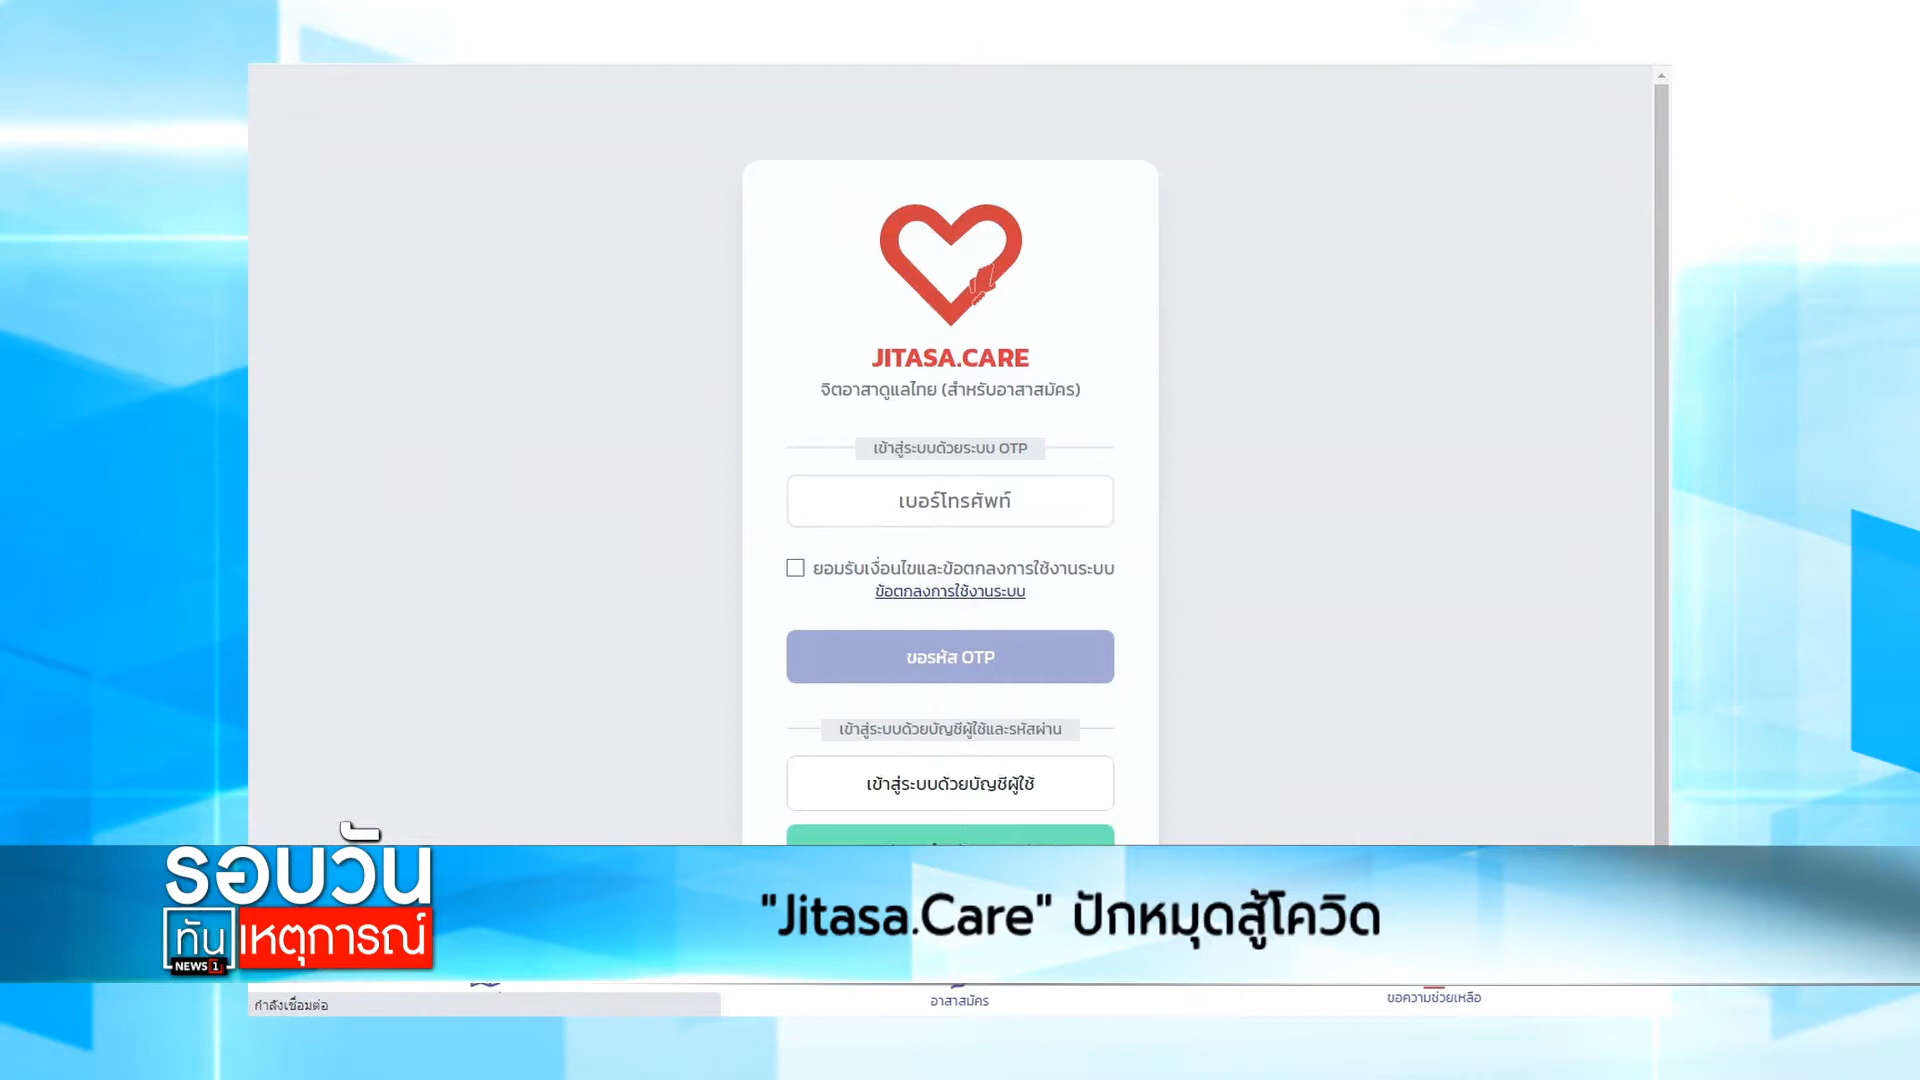 JITASA.CARE
จิตอาสาดูแลไทย (สำหรับอาสาสมัคร)
เข้าสู่ระบบด้วยระบบ OTP
เบอร์โทรศัพท์
ยอมรับเงื่อนไขและข้อตกลงการใช้งานระบบ
ข้อตกลงการใช้งานระบบ
ขอรหัส OTP
เข้าสู่ระบบด้วยบัญชีผู้ใช้และรหัสผ่าน
เข้าสู่ระบบด้วยบัญชีผู้ใช้
รอบวัน
ทันเหตุการณ์
NEWS 1
"Jitasa.Care" ปักหมุดสู้โควิด
กำลังเชื่อมต่อ
อาสาสมัคร
ขอความช่วยเหลือ